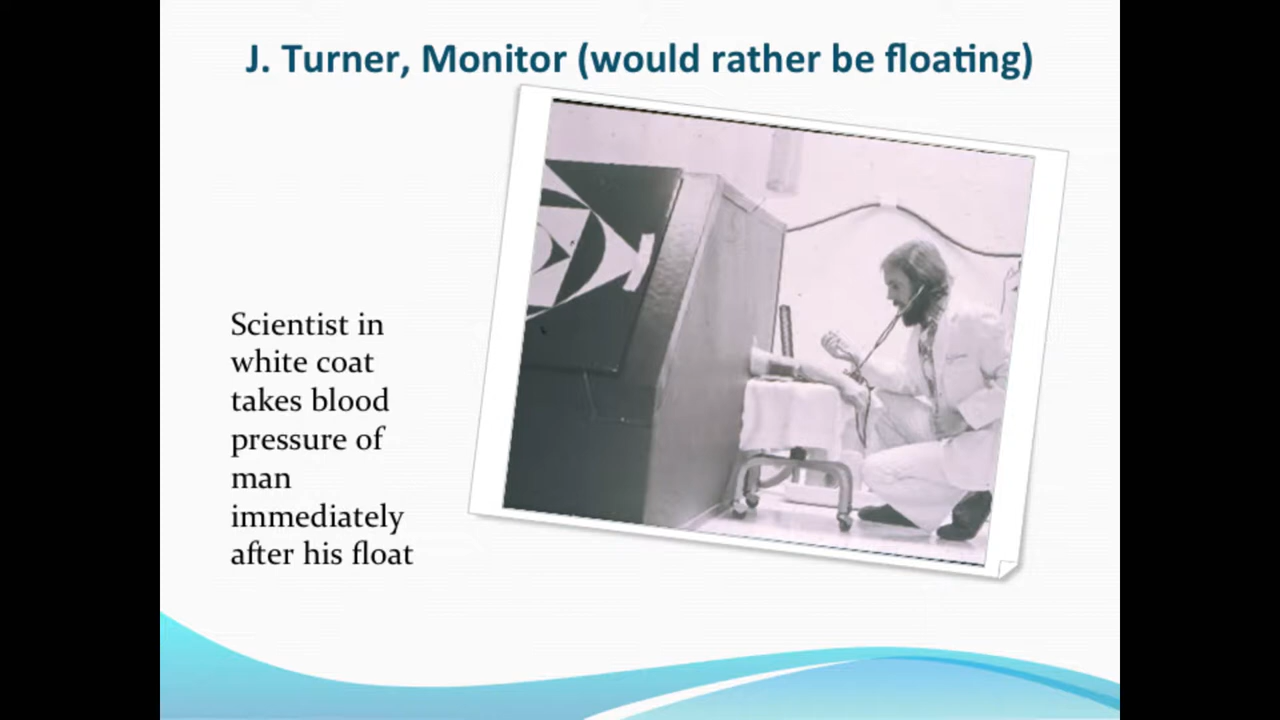 J. Turner, Monitor (would rather be floating)
Scientist in
white coat
takes blood
pressure of
man
immediately
after his float